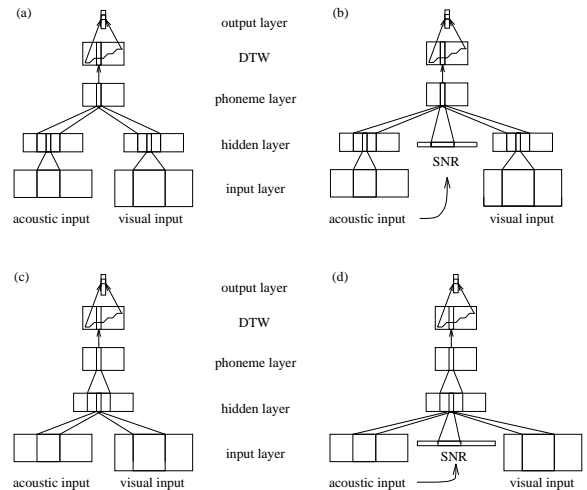 (a)
output layer
(b)
DTW
phoneme layer
hidden layer
SNR
input layer
acoustic input visual input
acoustic input visual input
(c)
output layer
(d)
DTW
phoneme layer
hidden layer
input layer
SNR
acoustic input visual input
acoustic input visual input